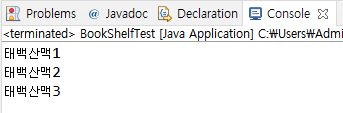 Problems @ Javadoc Declaration Console
<terminated> BookShelfTest [Java Application] C:₩Users₩Admi
태백산맥1
태백산맥2
태백산맥3